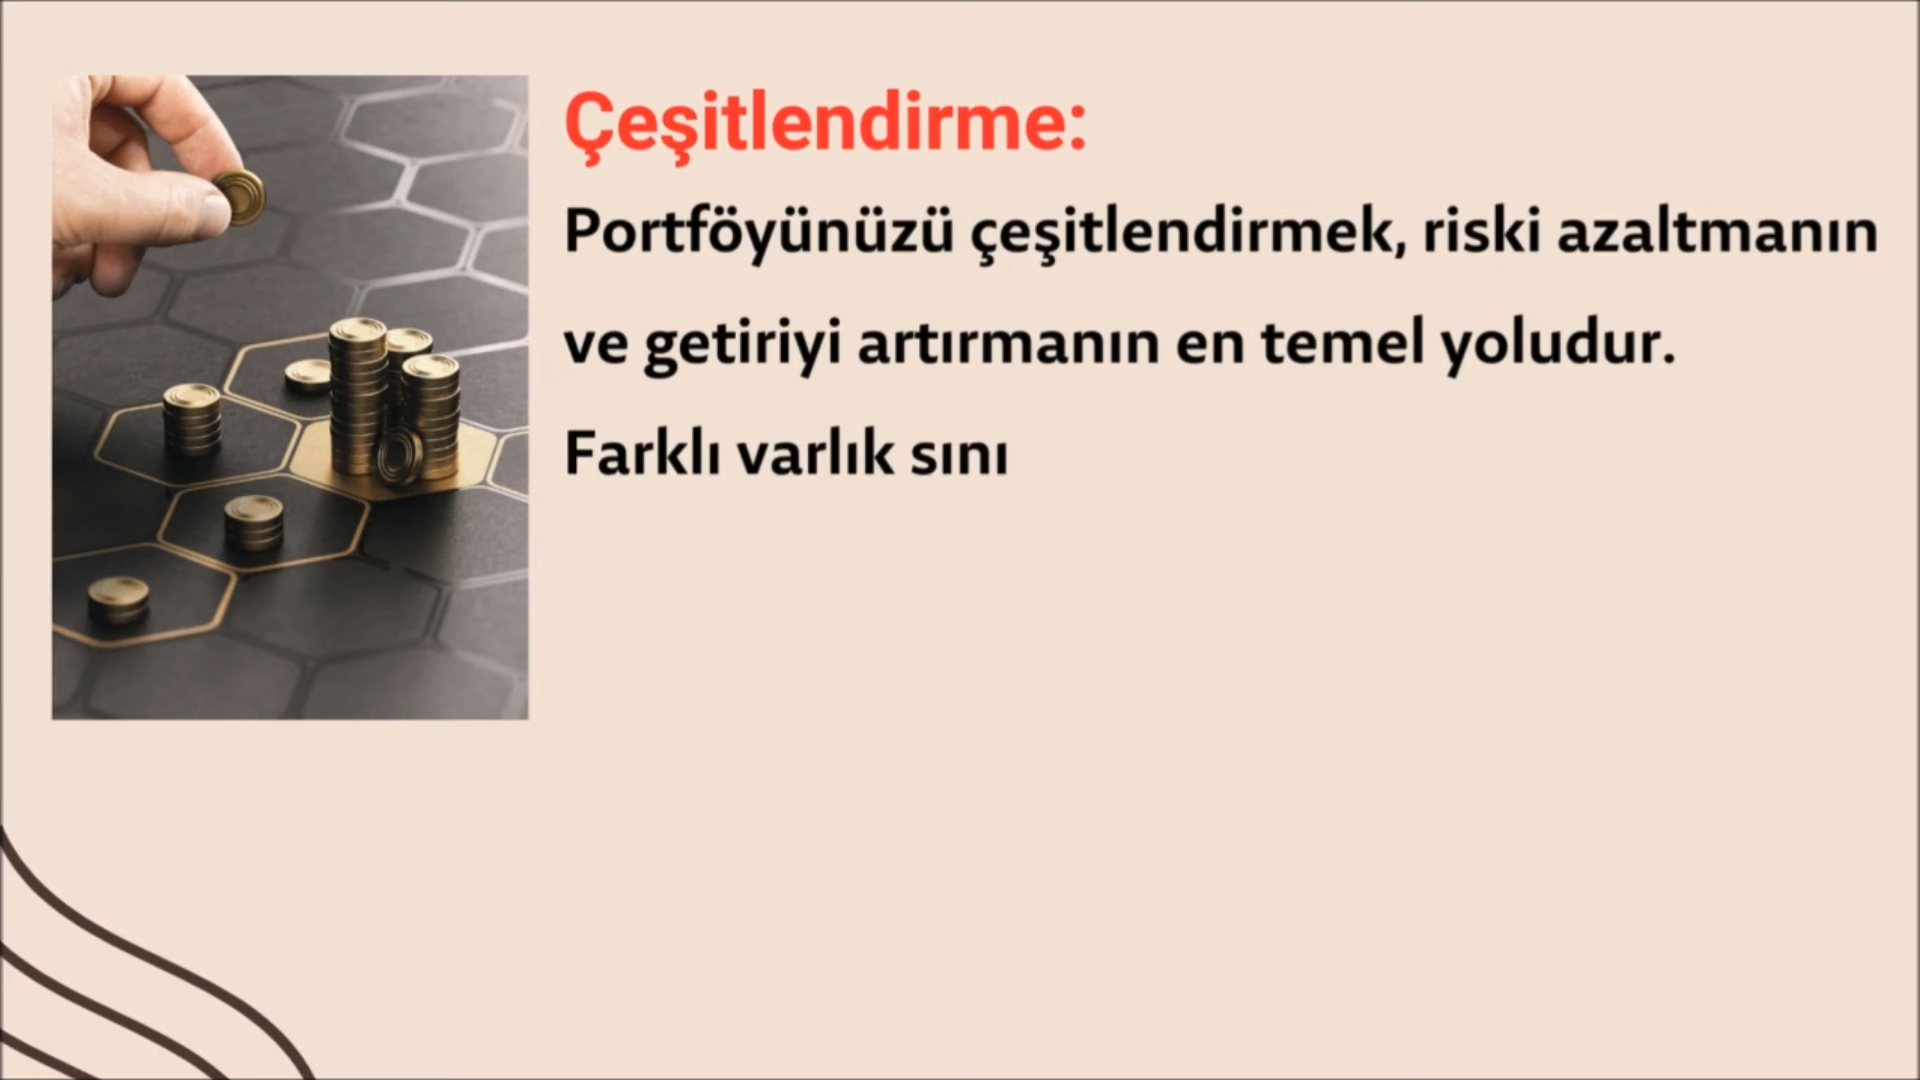 Çeşitlendirme:
Portföyünüzü çeşitlendirmek, riski azaltmanın
ve getiriyi artırmanın en temel yoludur.
Farklı varlık sını